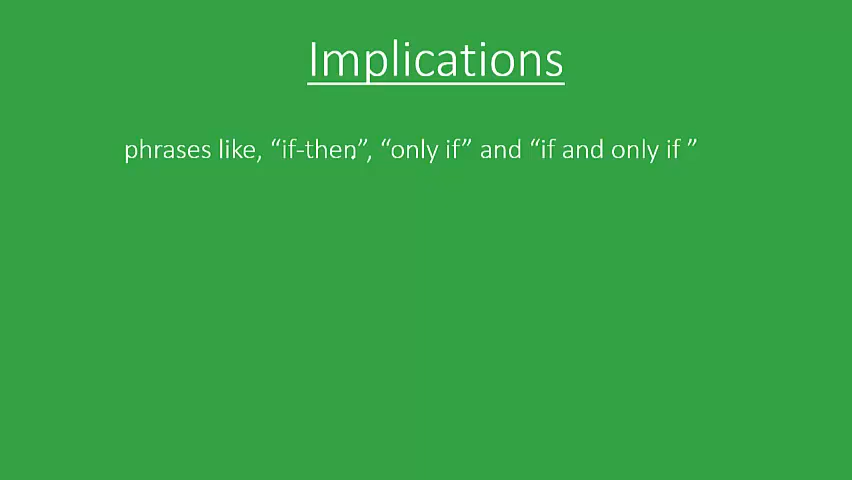 Implications
phrases like, “if-then”, “only if” and “if and only if ”